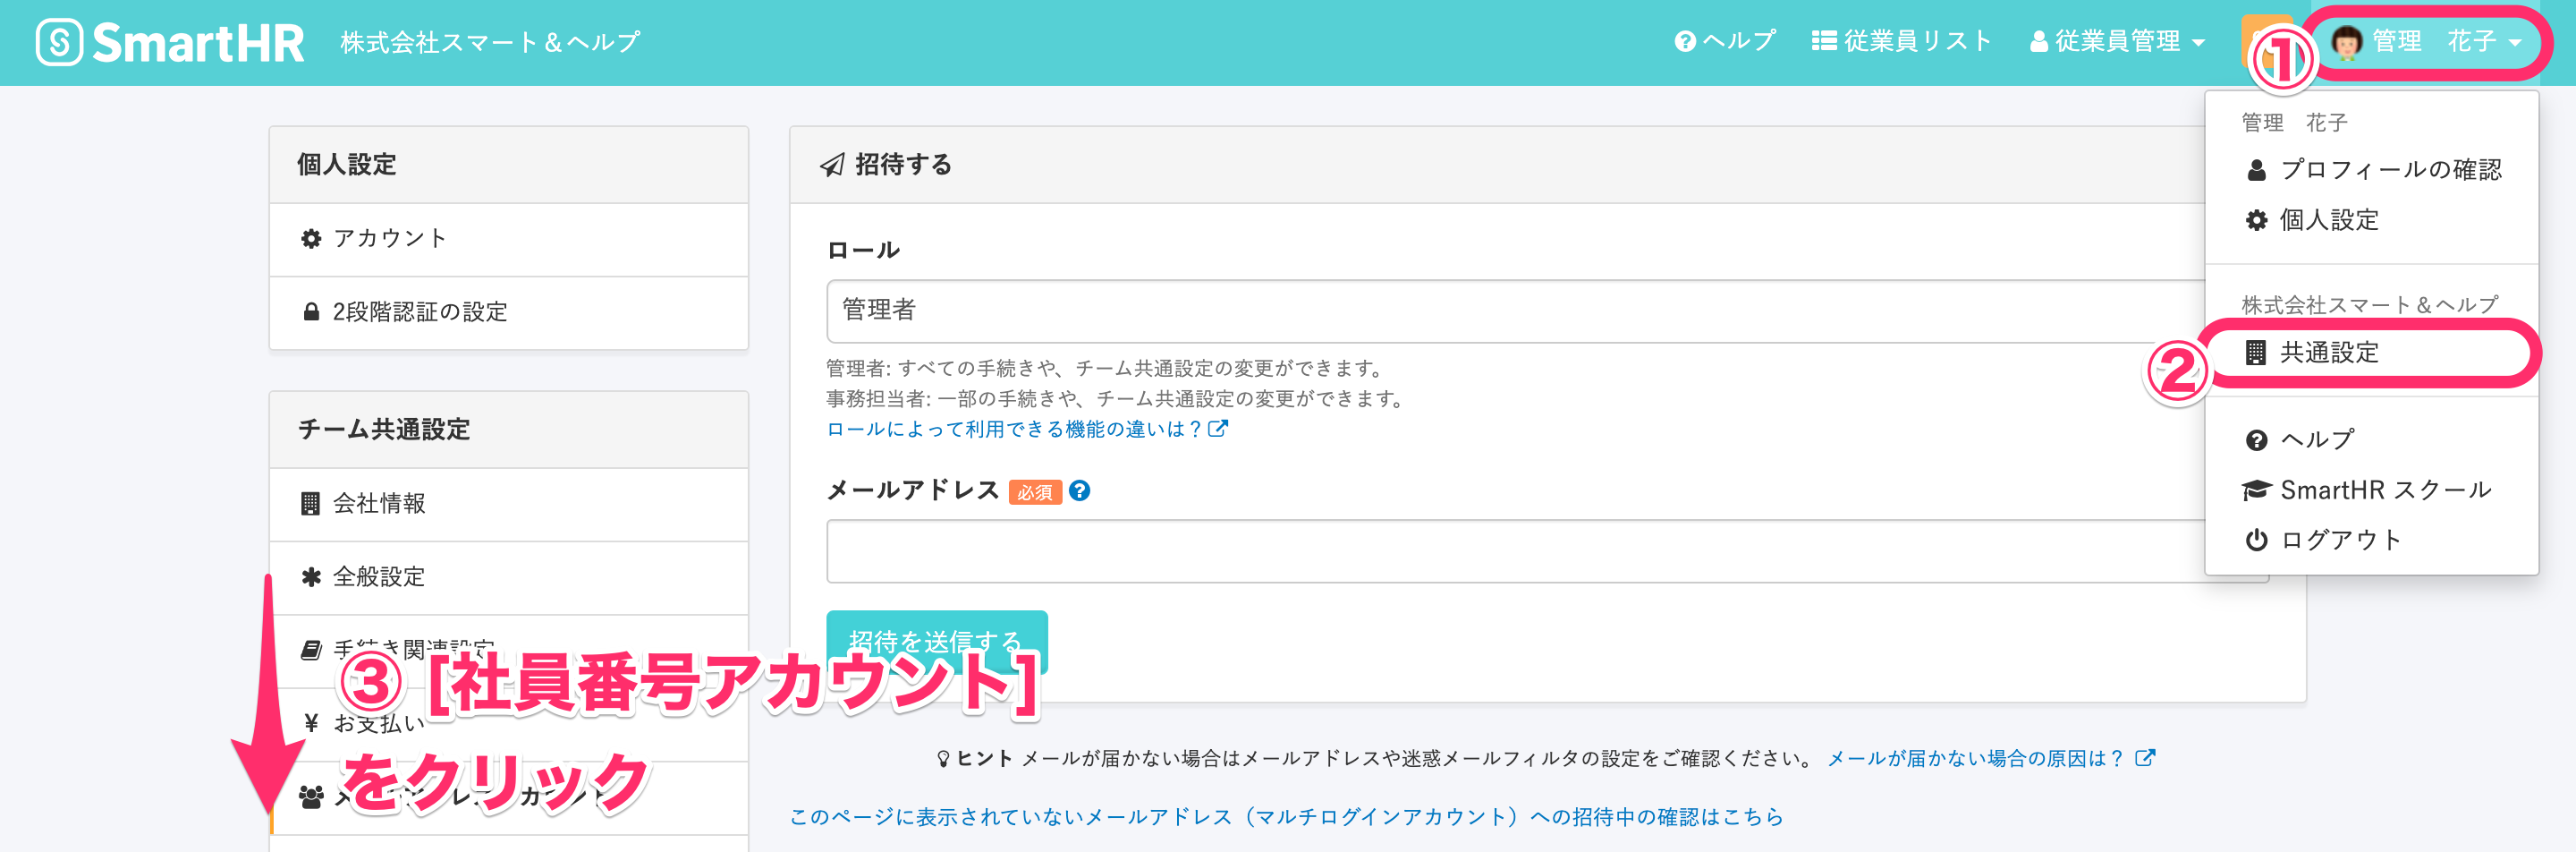 SmartHR 株式会社スマート＆ヘルプ ヘルプ 従業員リスト 従業員管理 ① 管理　花子
管理　花子
プロフィールの確認
個人設定
株式会社スマート＆ヘルプ
② 共通設定
ヘルプ
SmartHR スクール
ログアウト
個人設定
アカウント
2段階認証の設定
チーム共通設定
会社情報
全般設定
手続き関連設定
¥ お支払い
③ [社員番号アカウント]
をクリック
招待する
ロール
管理者
管理者: すべての手続きや、チーム共通設定の変更ができます。
事務担当者: 一部の手続きや、チーム共通設定の変更ができます。
ロールによって利用できる機能の違いは？
メールアドレス 必須
招待を送信する
ヒント メールが届かない場合はメールアドレスや迷惑メールフィルタの設定をご確認ください。 メールが届かない場合の原因は？
このページに表示されていないメールアドレス（マルチログインアカウント）への招待中の確認はこちら